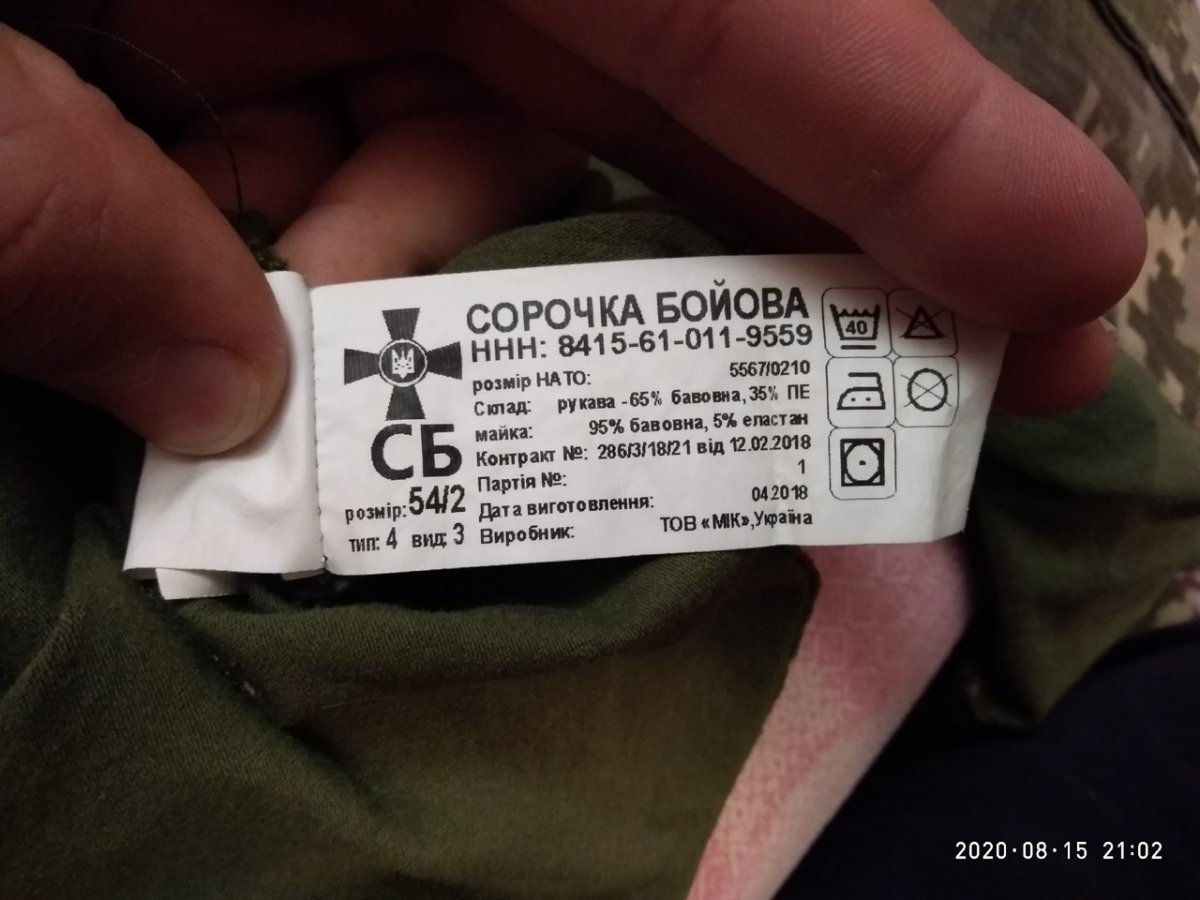 СОРОЧКА БОЙОВА
ННН: 8415-61-011-9559
розмір НАТО: 5567/0210
Склад: рукава -65% бавовна, 35% ПЕ
майка: 95% бавовна, 5% еластан
Контракт №: 286/3/18/21 від 12.02.2018
Партія №: 1
Дата виготовлення: 04.2018
Виробник: ТОВ «МІК»,Україна
СБ
розмір: 54/2
тип: 4 вид: 3
40
2020·08·15 21:02